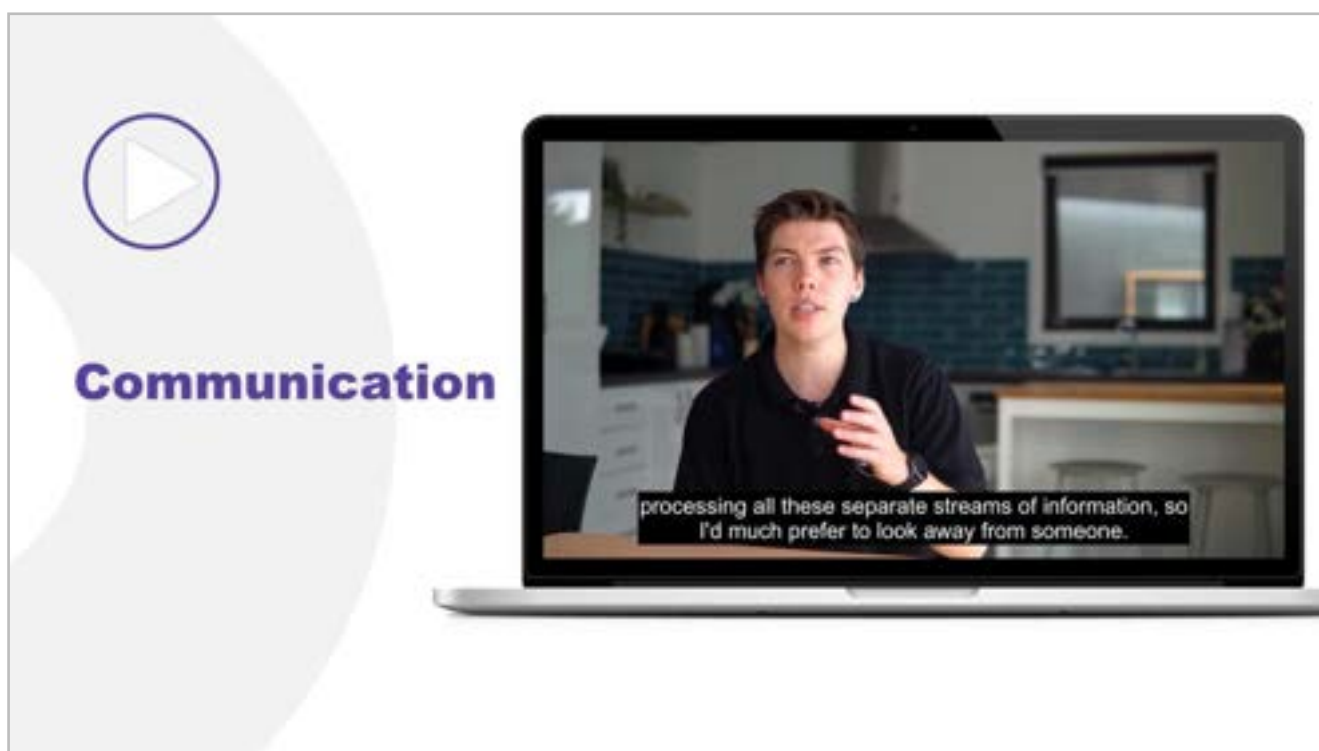 Communication
processing all these separate streams of information, so
I'd much prefer to look away from someone.